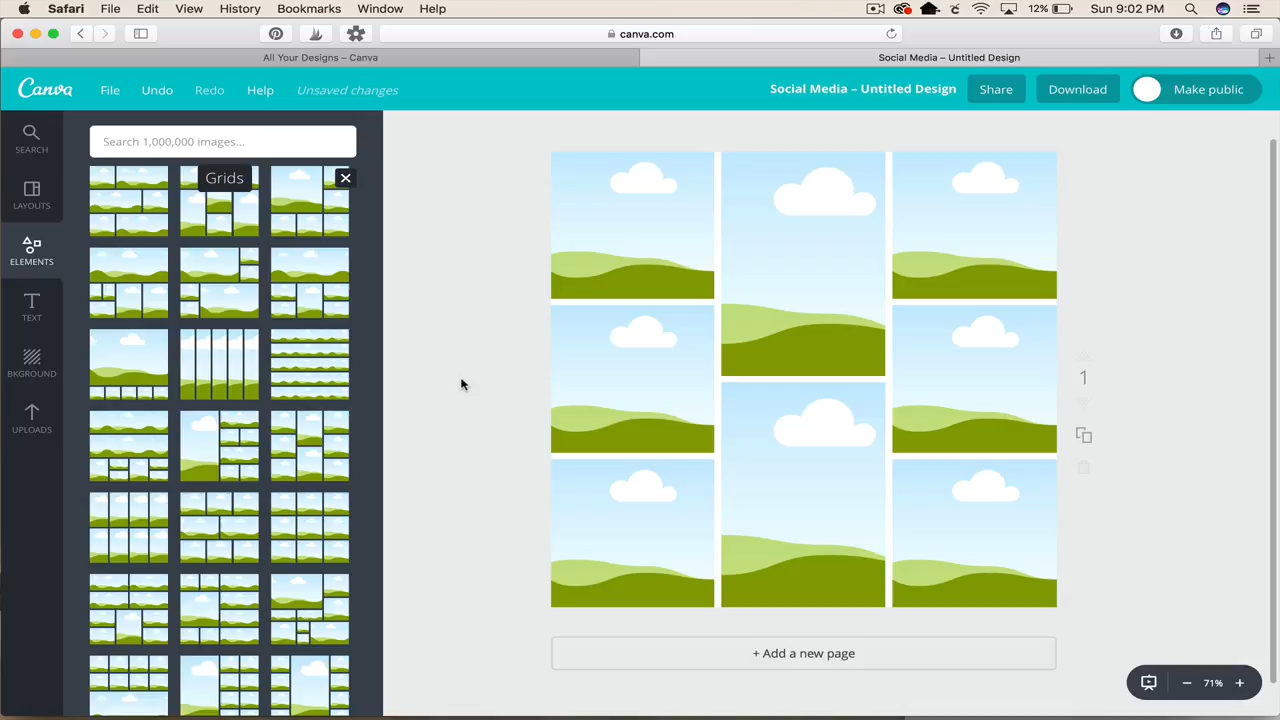 Safari File Edit View History Bookmarks Window Help 12% Sun 9:02 PM
canva.com
All Your Designs – Canva Social Media – Untitled Design
Canva File Undo Redo Help Unsaved changes Social Media – Untitled Design Share Download Make public
Search 1,000,000 images...
SEARCH
Grids
LAYOUTS
ELEMENTS
TEXT
BKGROUND
UPLOADS
1
+ Add a new page
71%